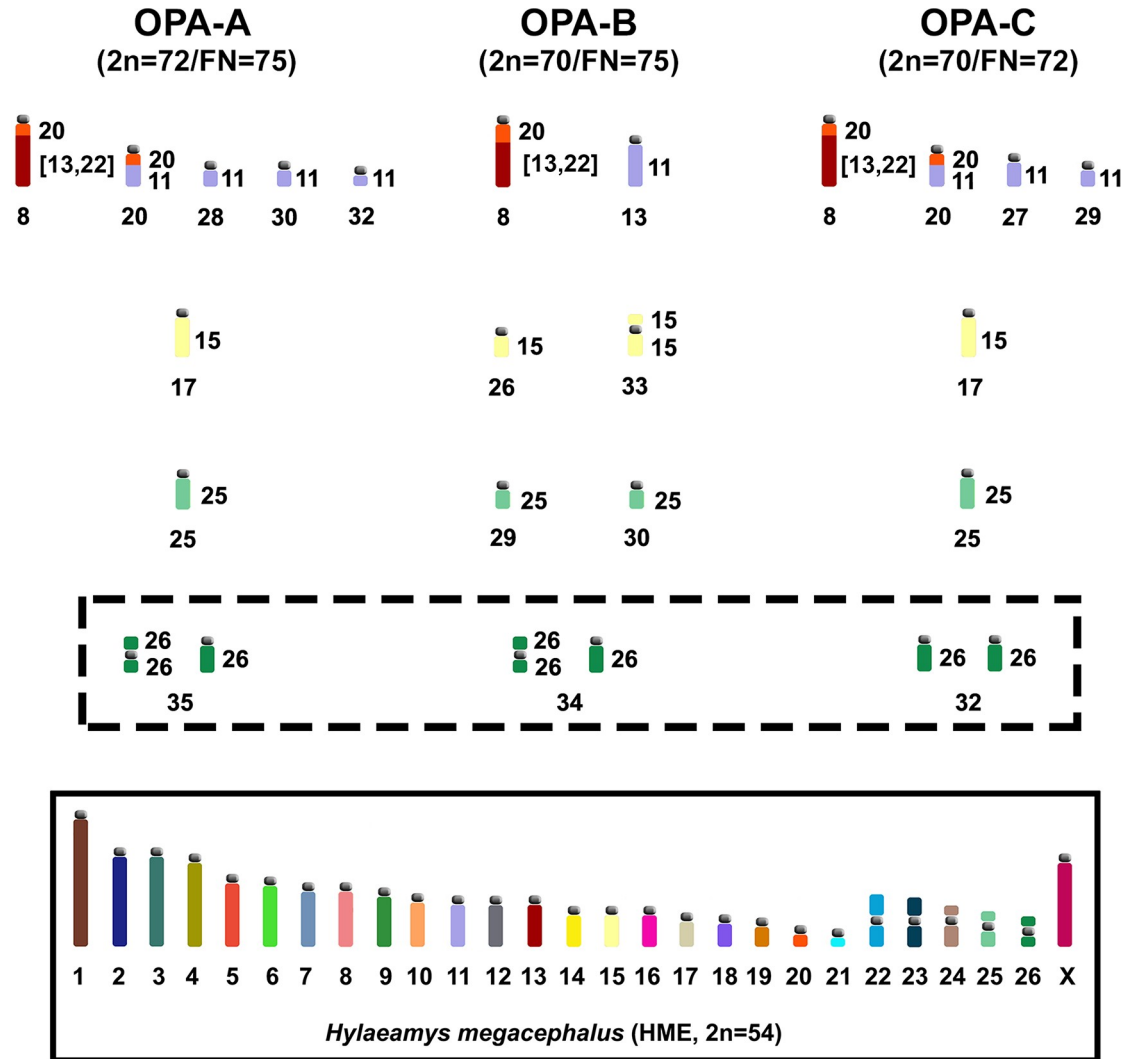 OPA-A OPA-B OPA-C
(2n=72/FN=75) (2n=70/FN=75) (2n=70/FN=72)
20 20 20
[13,22] 20 11 11 11 11 [13,22] 11 [13,22] 20 11 11 11
8 20 28 30 32 8 13 8 20 27 29
15 15 15 15 15
17 26 33 17
25 25 25 25
25 29 30 25
26 26 26 26 26 26 26 26
35 34 32
1 2 3 4 5 6 7 8 9 10 11 12 13 14 15 16 17 18 19 20 21 22 23 24 25 26 X
Hylaeamys megacephalus (HME, 2n=54)